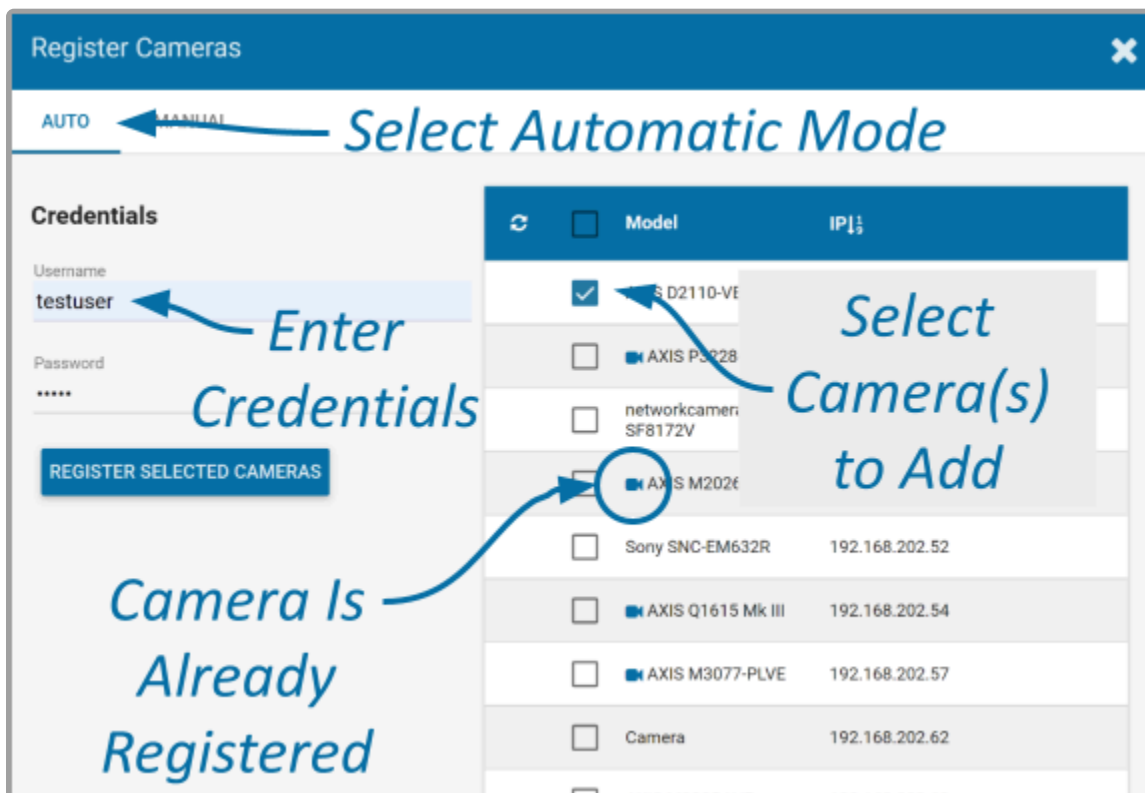 Register Cameras
AUTO
MANUAL
Select Automatic Mode
Credentials
Username
testuser
Enter
Credentials
Password
•••••
REGISTER SELECTED CAMERAS
Camera Is
Already
Registered
Model IP
D2110-VE
AXIS P3228
SF8172V
AXIS M2026
Select
Camera(s)
to Add
Sony SNC-EM632R 192.168.202.52
AXIS Q1615 Mk III 192.168.202.54
AXIS M3077-PLVE 192.168.202.57
Camera 192.168.202.62